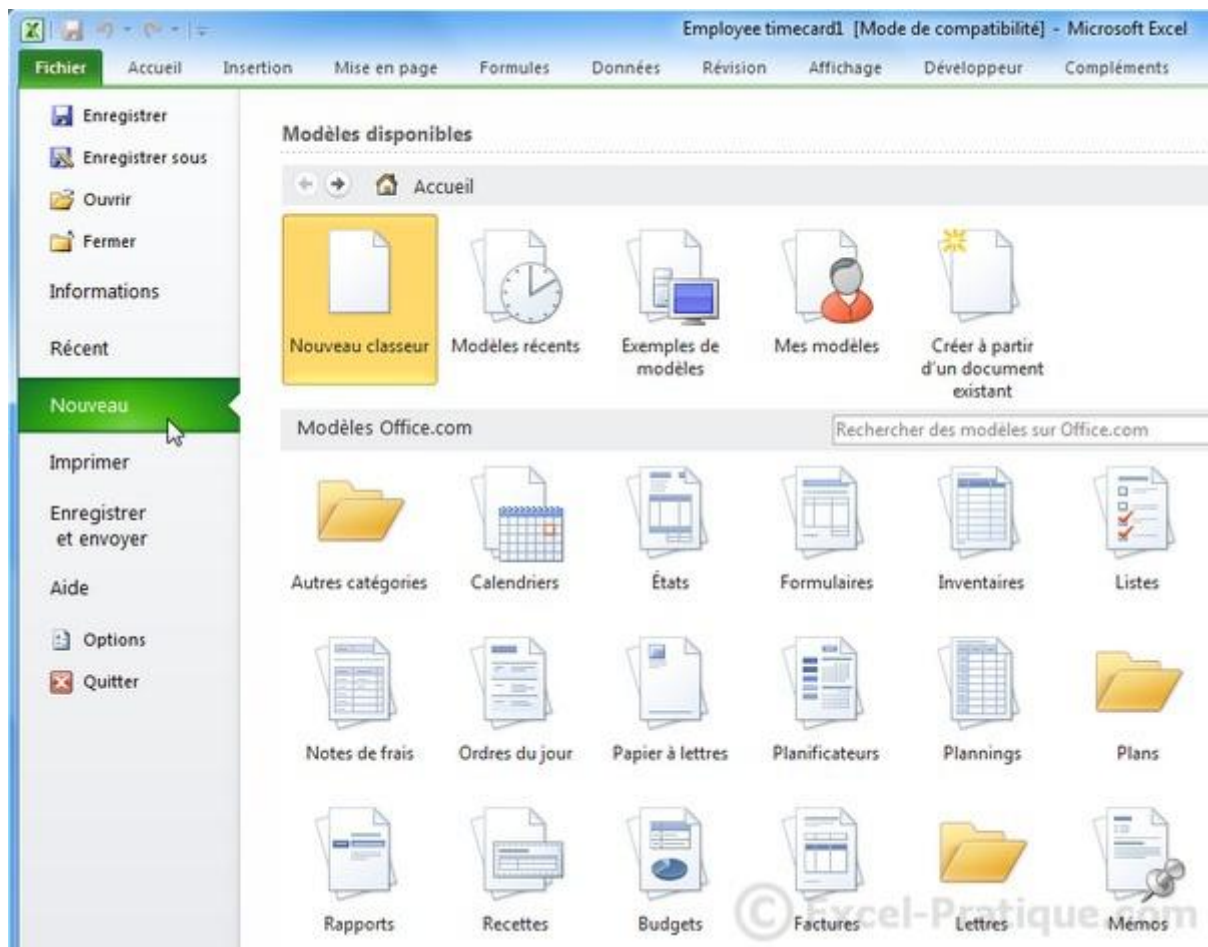 Employee timecard1 [Mode de compatibilité] - Microsoft Excel
Fichier Accueil Insertion Mise en page Formules Données Révision Affichage Développeur Compléments
Enregistrer
Enregistrer sous
Ouvrir
Fermer
Informations
Récent
Nouveau
Imprimer
Enregistrer
et envoyer
Aide
Options
Quitter
Modèles disponibles
Accueil
Nouveau classeur Modèles récents Exemples de Mes modèles Créer à partir
modèles d'un document
existant
Modèles Office.com Rechercher des modèles sur Office.com
Autres catégories Calendriers États Formulaires Inventaires Listes
Notes de frais Ordres du jour Papier à lettres Planificateurs Plannings Plans
Rapports Recettes Budgets Factures Lettres Mémos
© Excel-Pratique.com